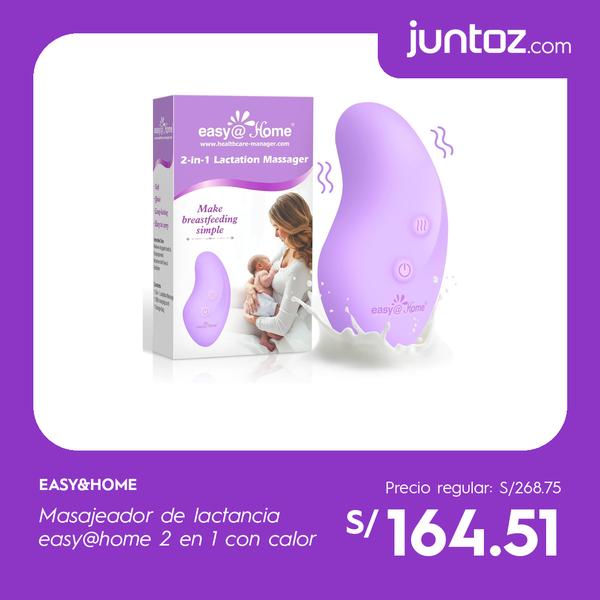 juntoz.com
easy@Home®
www.healthcare-manager.com
2-in-1 Lactation Massager
Make
breastfeeding
simple
easy@Home®
EASY&HOME
Masajeador de lactancia
easy@home 2 en 1 con calor
Precio regular: S/268.75
S/164.51